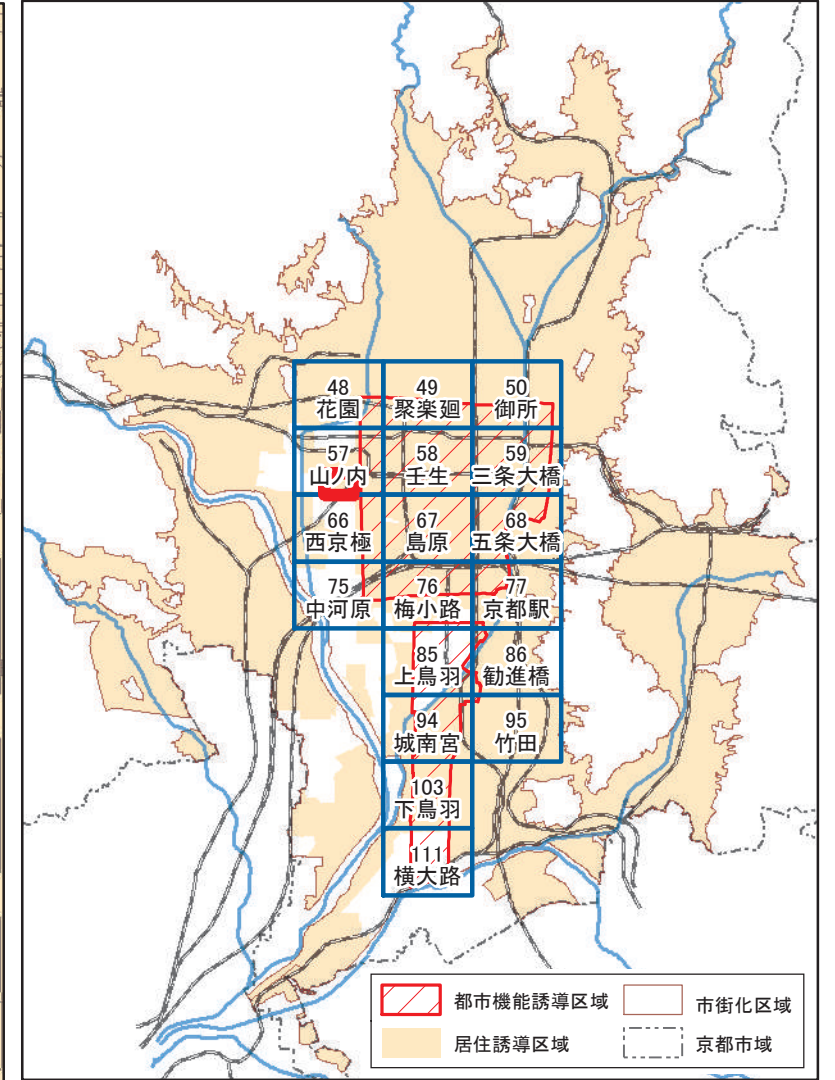 48
花園
49
聚楽廻
50
御所
57
山ノ内
58
壬生
59
三条大橋
66
西京極
67
島原
68
五条大橋
75
中河原
76
梅小路
77
京都駅
85
上鳥羽
86
勧進橋
94
城南宮
95
竹田
103
下鳥羽
111
横大路
都市機能誘導区域
市街化区域
居住誘導区域
京都市域